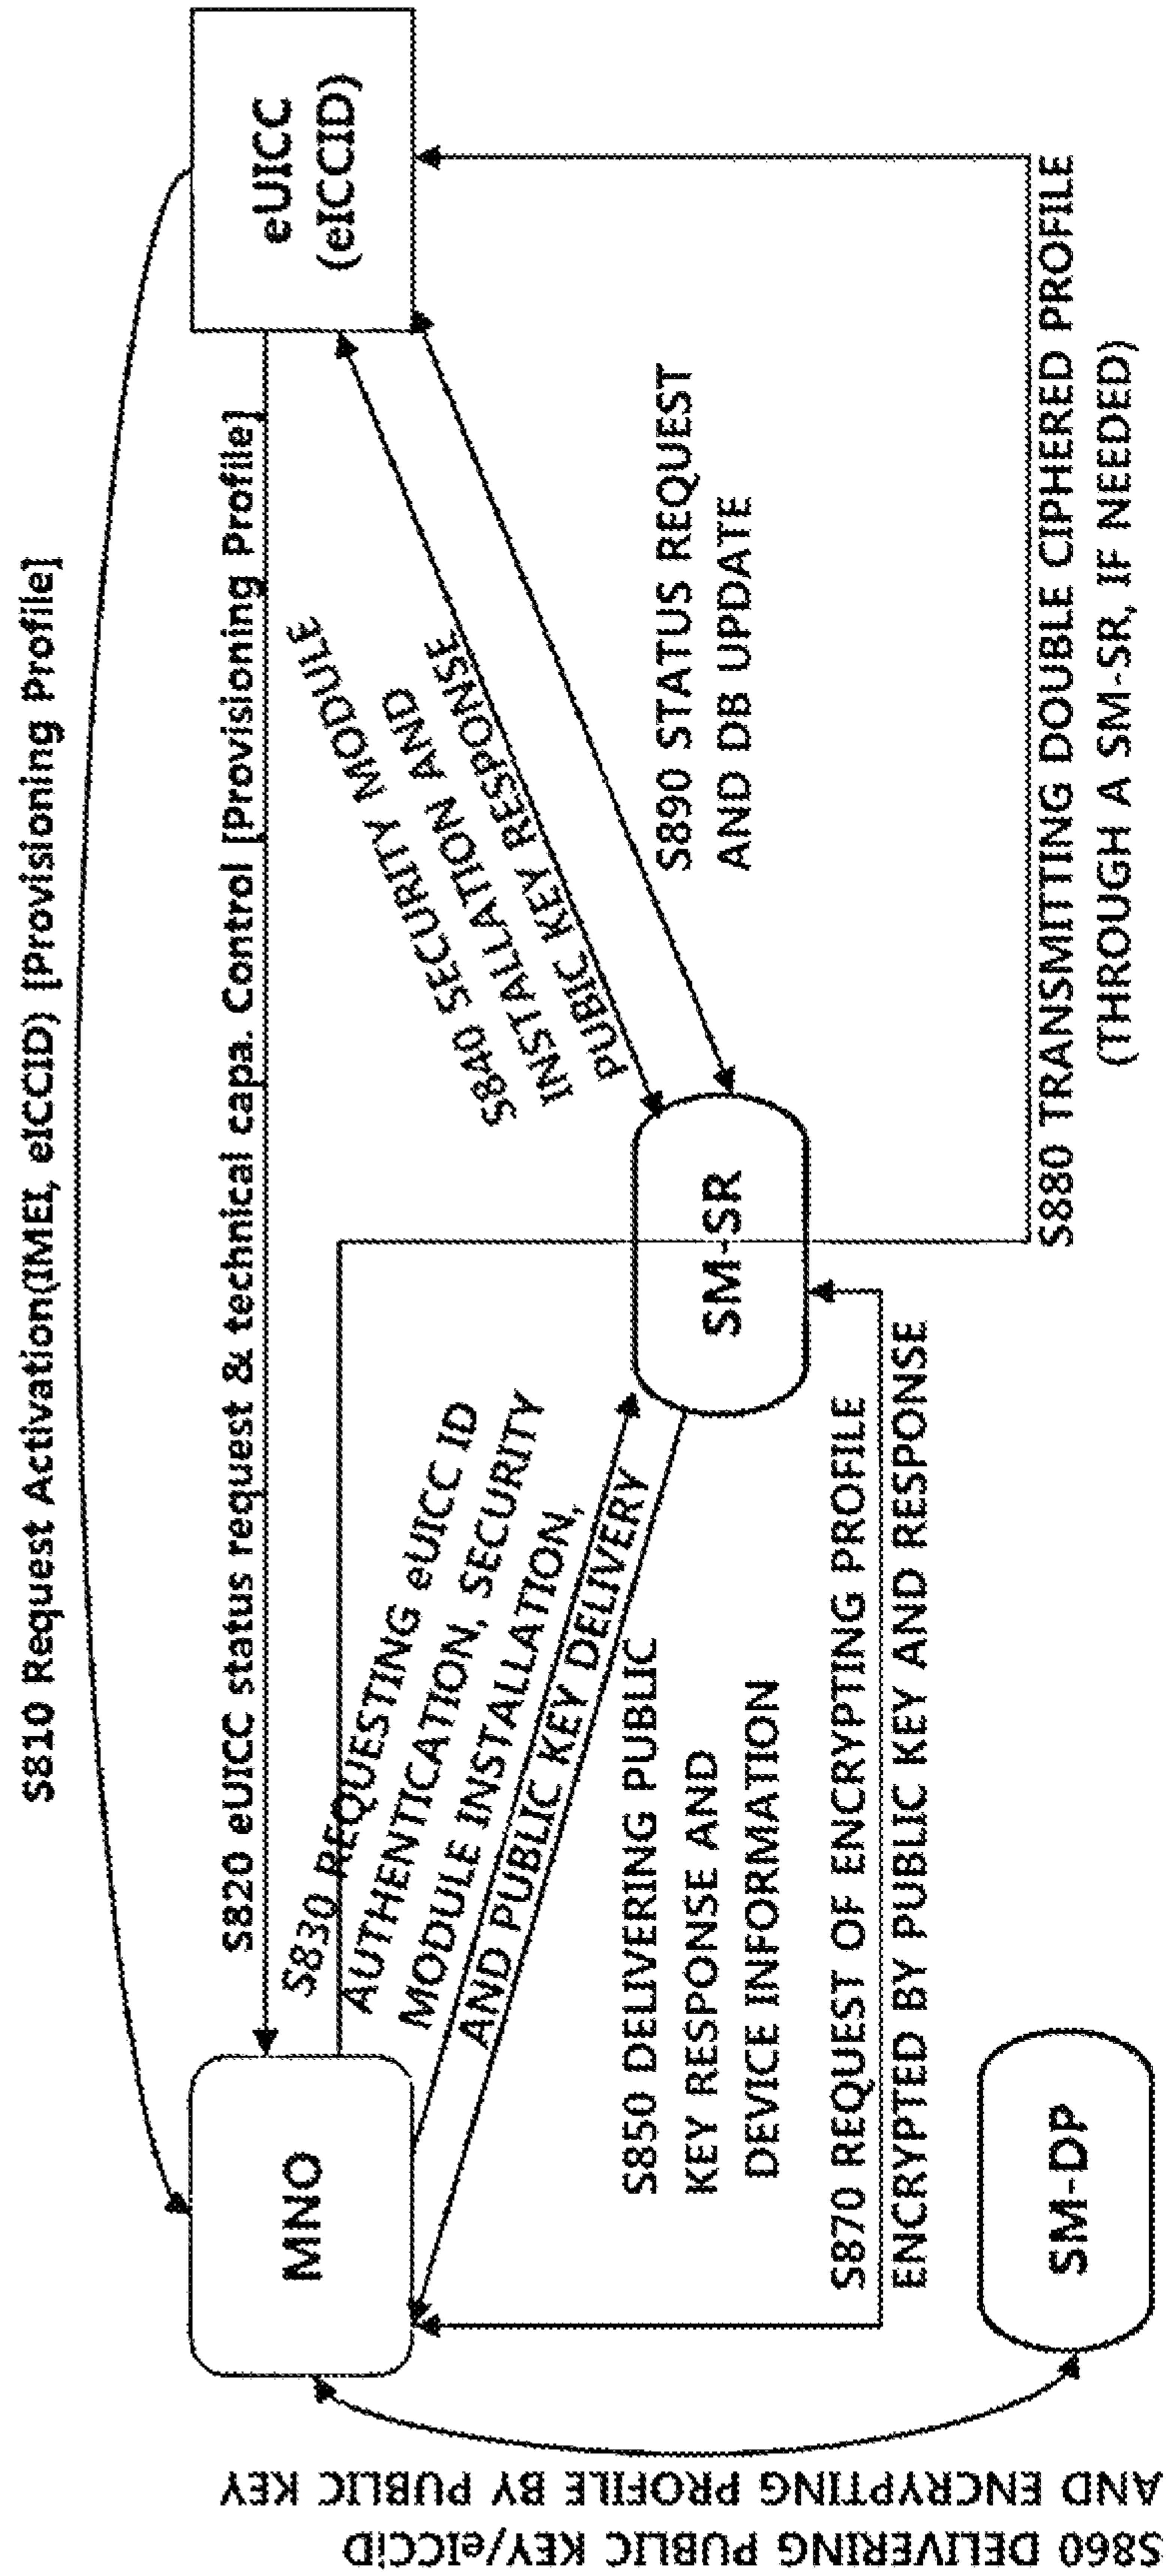 S810 Request Activation(IMEI, eICCID) [Provisioning Profile]
S820 eUICC status request & technical capa. Control [Provisioning Profile]
MNO
eUICC
(eICCID)
S830 REQUESTING eUICC ID
AUTHENTICATION, SECURITY
MODULE INSTALLATION,
AND PUBLIC KEY DELIVERY
S840 SECURITY MODULE
INSTALLATION AND
PUBIC KEY RESPONSE
S850 DELIVERING PUBLIC
KEY RESPONSE AND
DEVICE INFORMATION
SM-SR
S890 STATUS REQUEST
AND DB UPDATE
S870 REQUEST OF ENCRYPTING PROFILE
ENCRYPTED BY PUBLIC KEY AND RESPONSE
S860 DELIVERING PUBLIC KEY/eICCiD
AND ENCRYPTING PROFILE BY PUBLIC KEY
SM-DP
S880 TRANSMITTING DOUBLE CIPHERED PROFILE
(THROUGH A SM-SR, IF NEEDED)